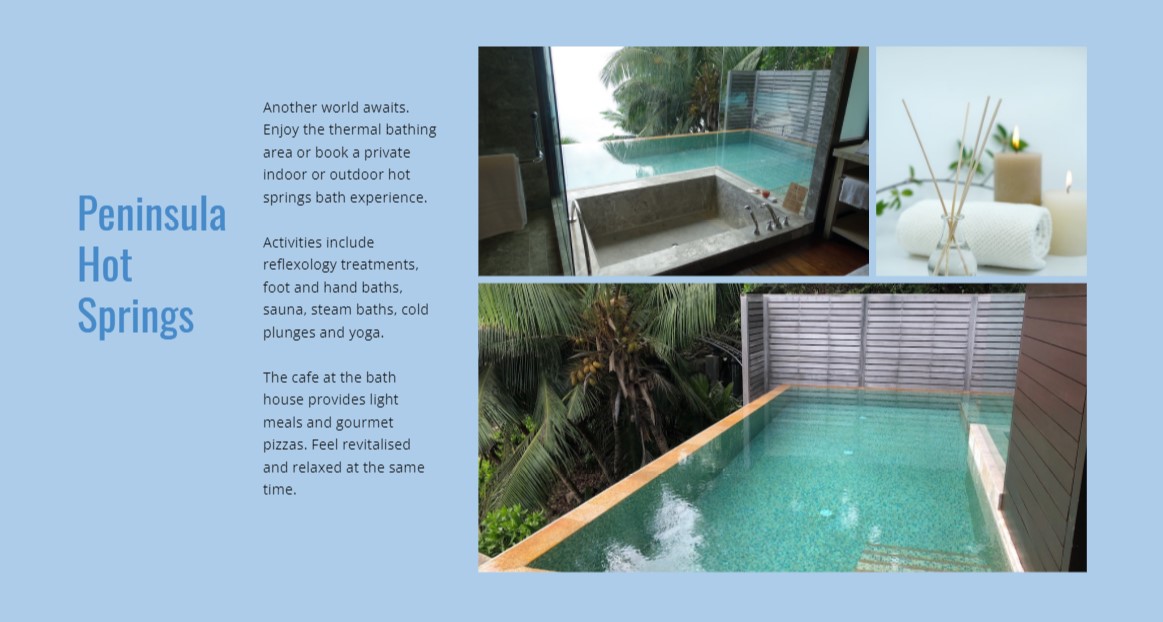 Peninsula
Hot
Springs
Another world awaits.
Enjoy the thermal bathing
area or book a private
indoor or outdoor hot
springs bath experience.
Activities include
reflexology treatments,
foot and hand baths,
sauna, steam baths, cold
plunges and yoga.
The cafe at the bath
house provides light
meals and gourmet
pizzas. Feel revitalised
and relaxed at the same
time.